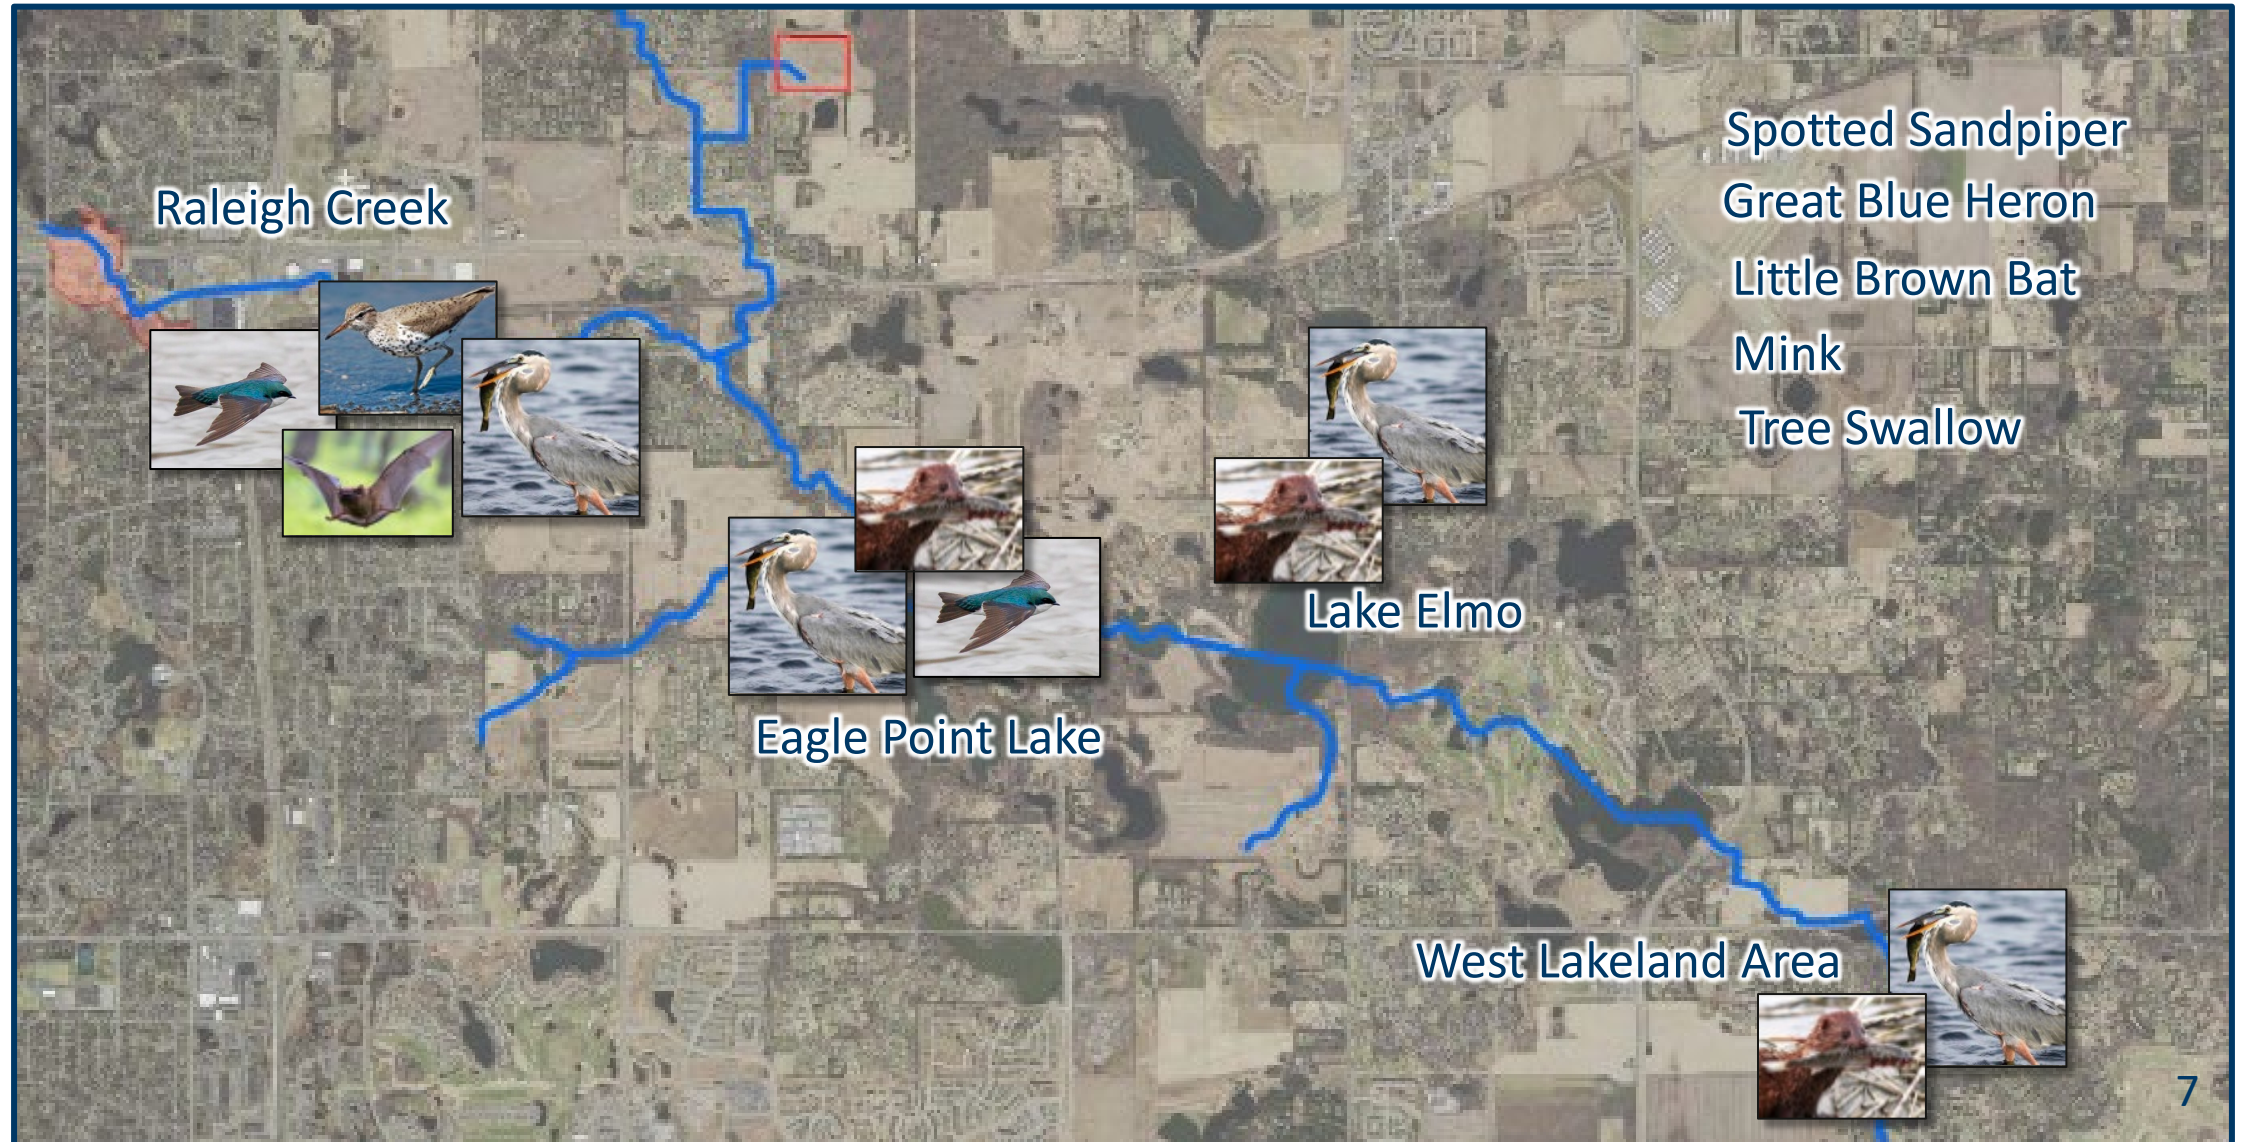 Raleigh Creek
Spotted Sandpiper
Great Blue Heron
Little Brown Bat
Mink
Tree Swallow
Lake Elmo
Eagle Point Lake
West Lakeland Area
7